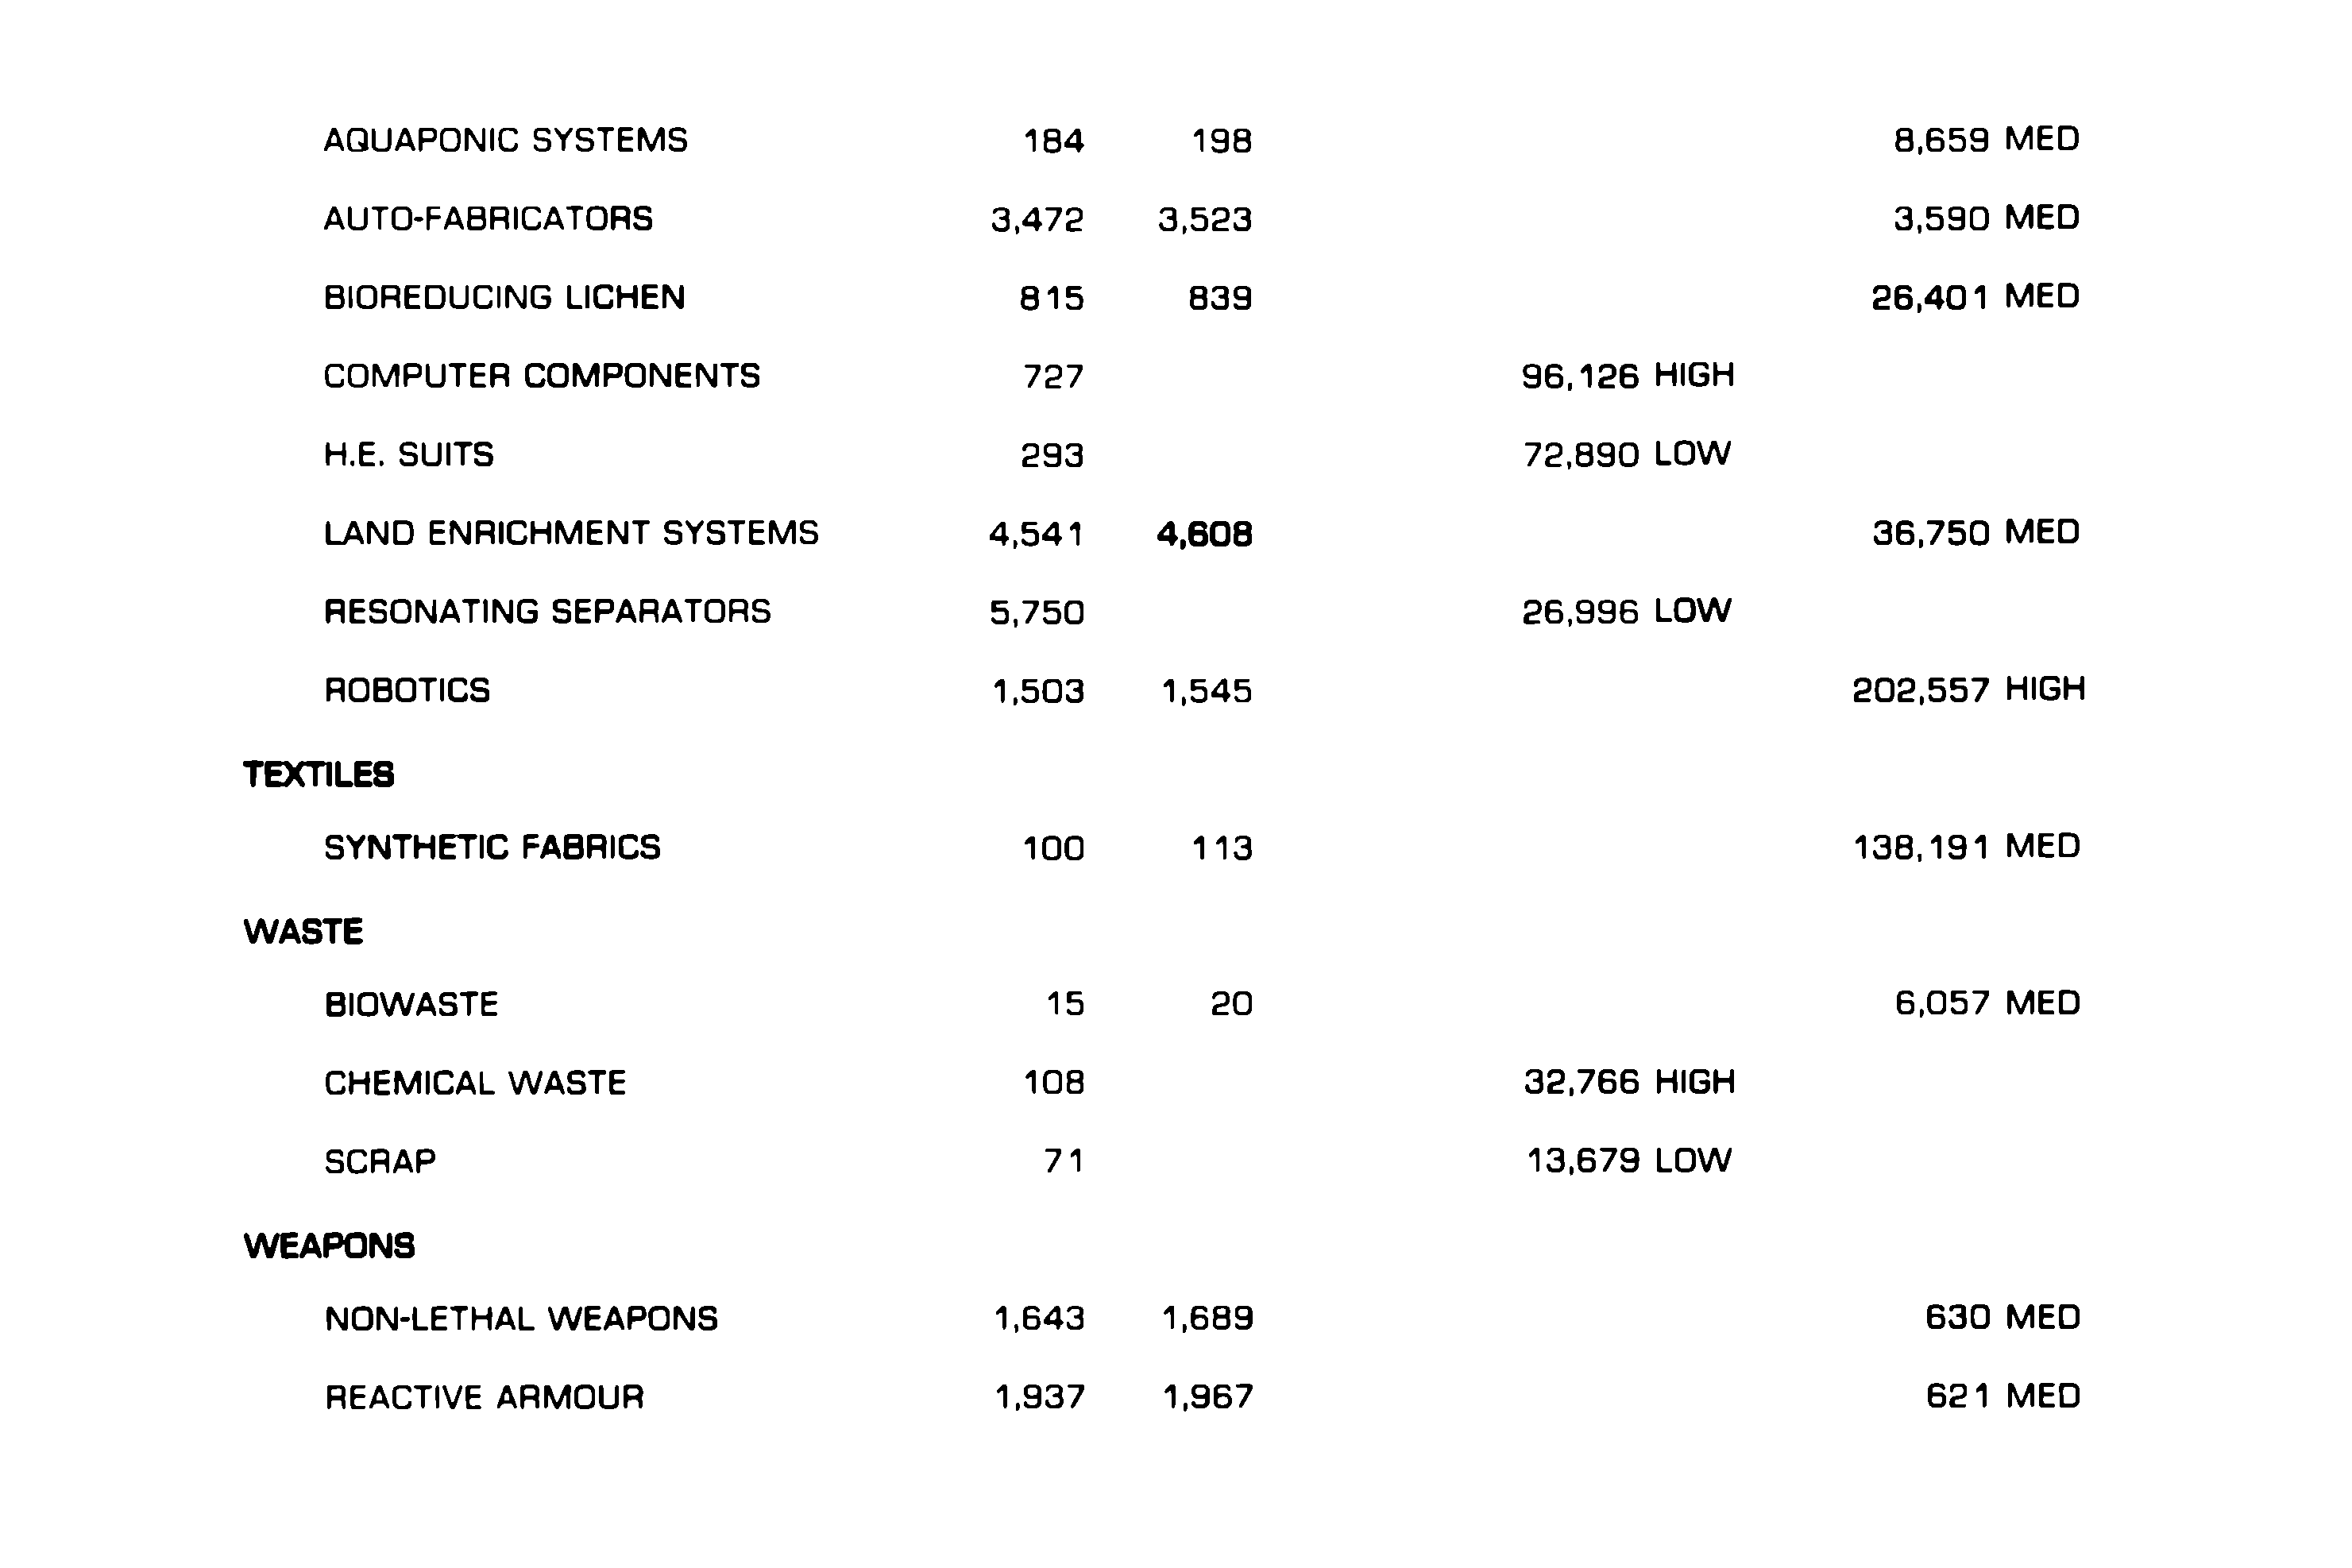 AQUAPONIC SYSTEMS 184 198 8,659 MED
AUTO-FABRICATORS 3,472 3,523 3,590 MED
BIOREDUCING LICHEN 815 839 26,401 MED
COMPUTER COMPONENTS 727 96,126 HIGH
H.E. SUITS 293 72,890 LOW
LAND ENRICHMENT SYSTEMS 4,541 4,608 36,750 MED
RESONATING SEPARATORS 5,750 26,996 LOW
ROBOTICS 1,503 1,545 202,557 HIGH
TEXTILES
SYNTHETIC FABRICS 100 113 138,191 MED
WASTE
BIOWASTE 15 20 6,057 MED
CHEMICAL WASTE 108 32,766 HIGH
SCRAP 71 13,679 LOW
WEAPONS
NON-LETHAL WEAPONS 1,643 1,689 630 MED
REACTIVE ARMOUR 1,937 1,967 621 MED